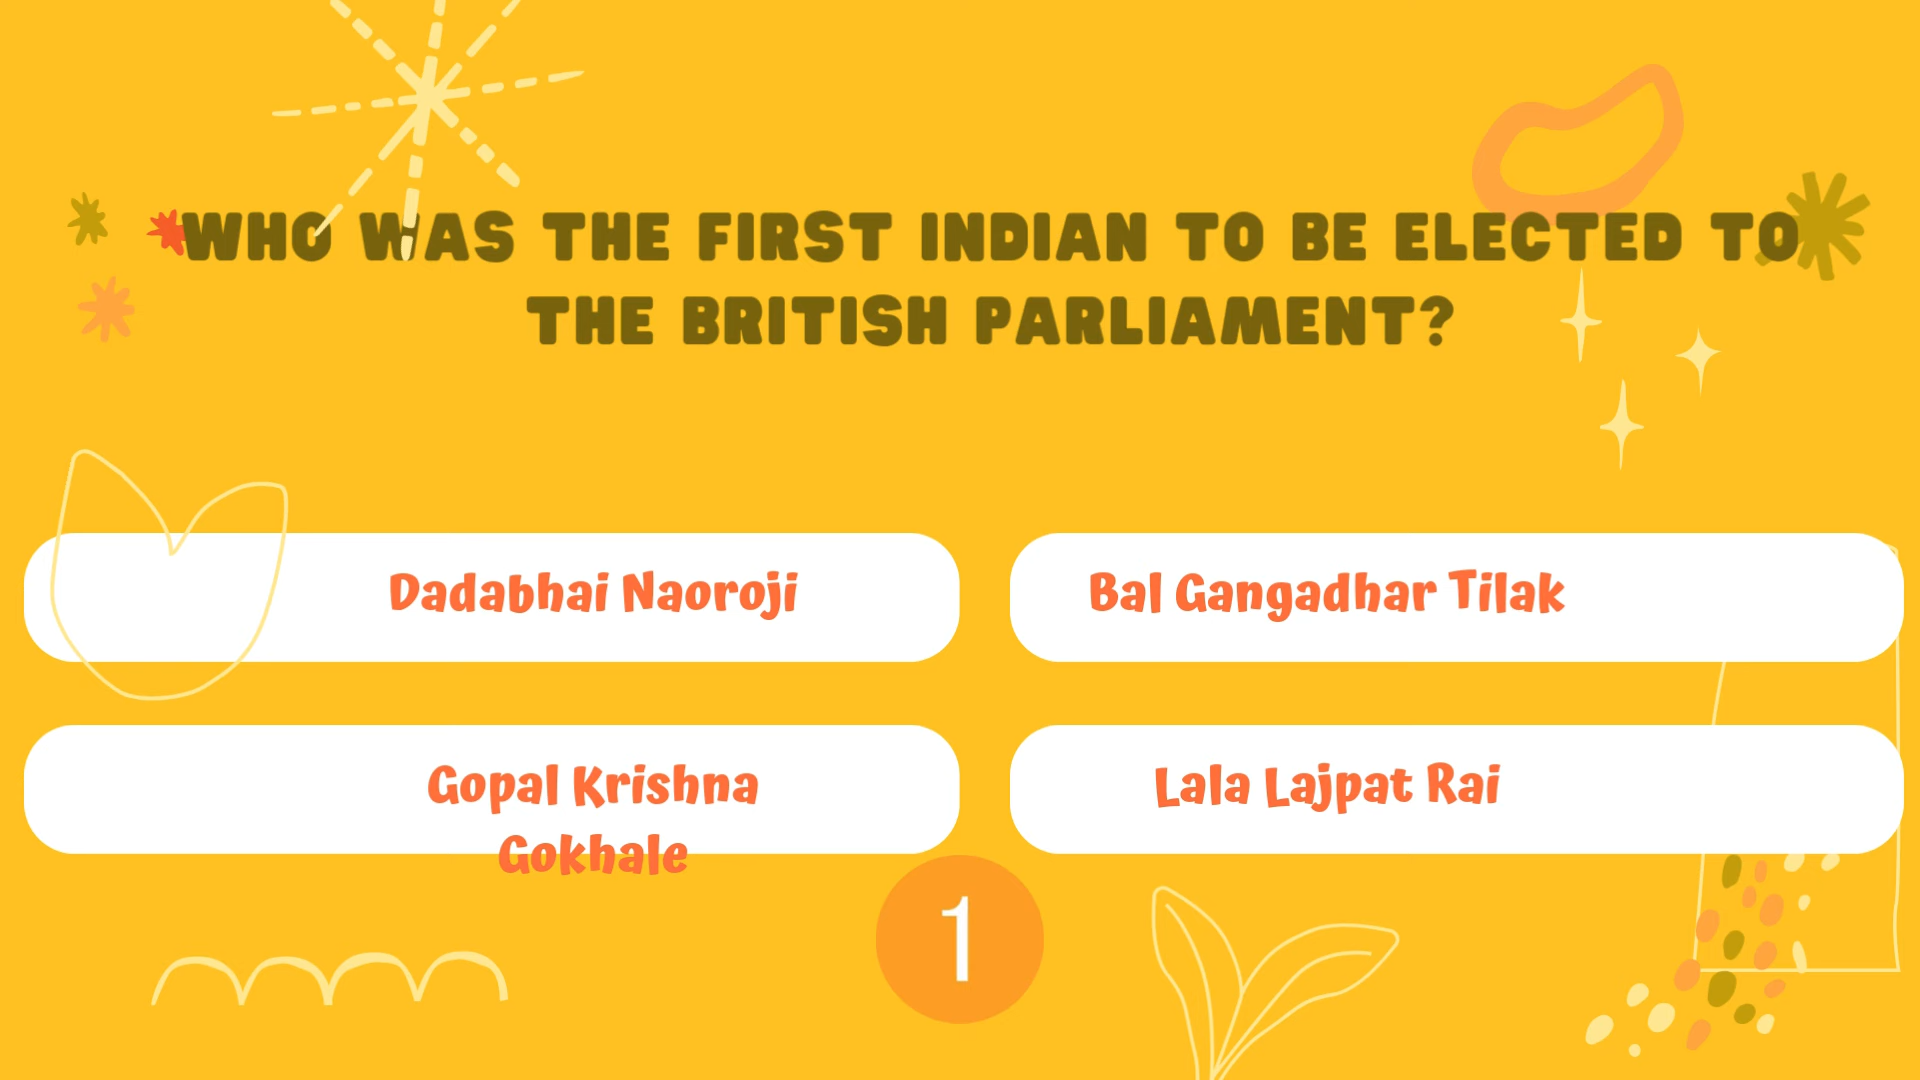 WHO WAS THE FIRST INDIAN TO BE ELECTED TO
THE BRITISH PARLIAMENT?
Dadabhai Naoroji
Bal Gangadhar Tilak
Gopal Krishna
Gokhale
Lala Lajpat Rai
1